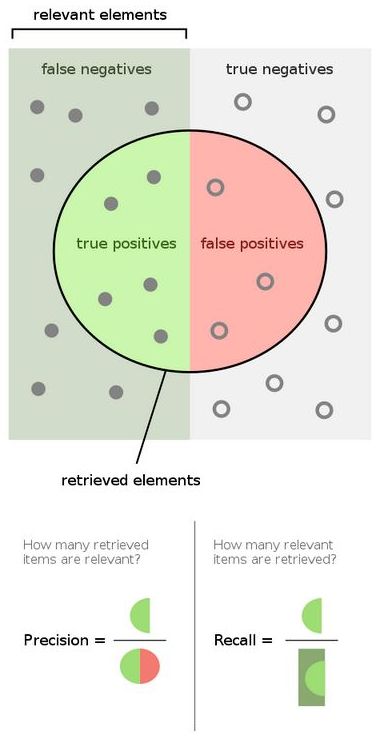 relevant elements
false negatives
true negatives
true positives
false positives
retrieved elements
How many retrieved
items are relevant?
How many relevant
items are retrieved?
Precision =
Recall =